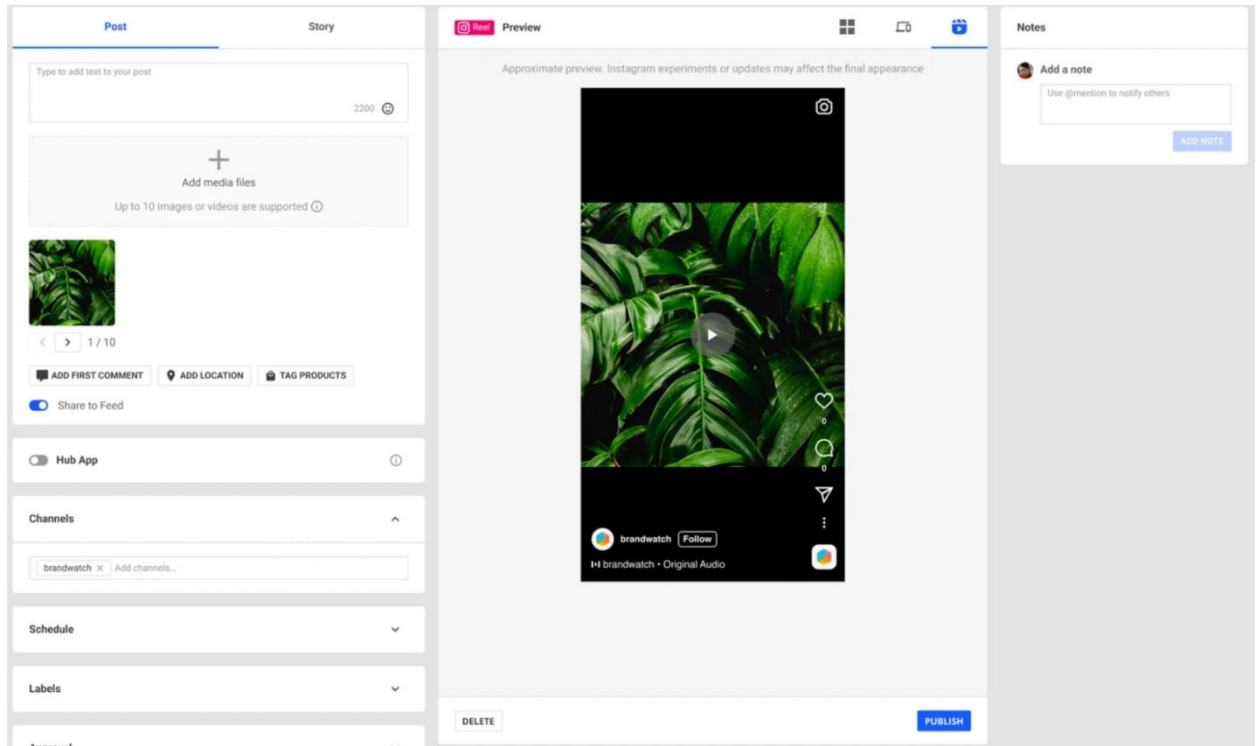 Post
Story
Type to add text to your post
2200
Add media files
Up to 10 images or videos are supported
1 / 10
ADD FIRST COMMENT
ADD LOCATION
TAG PRODUCTS
Share to Feed
Hub App
Channels
brandwatch × Add channels...
Schedule
Labels
Approval
Reel Preview
Approximate preview. Instagram experiments or updates may affect the final appearance
0
0
brandwatch Follow
brandwatch • Original Audio
DELETE
PUBLISH
Notes
Add a note
Use @mention to notify others
ADD NOTE